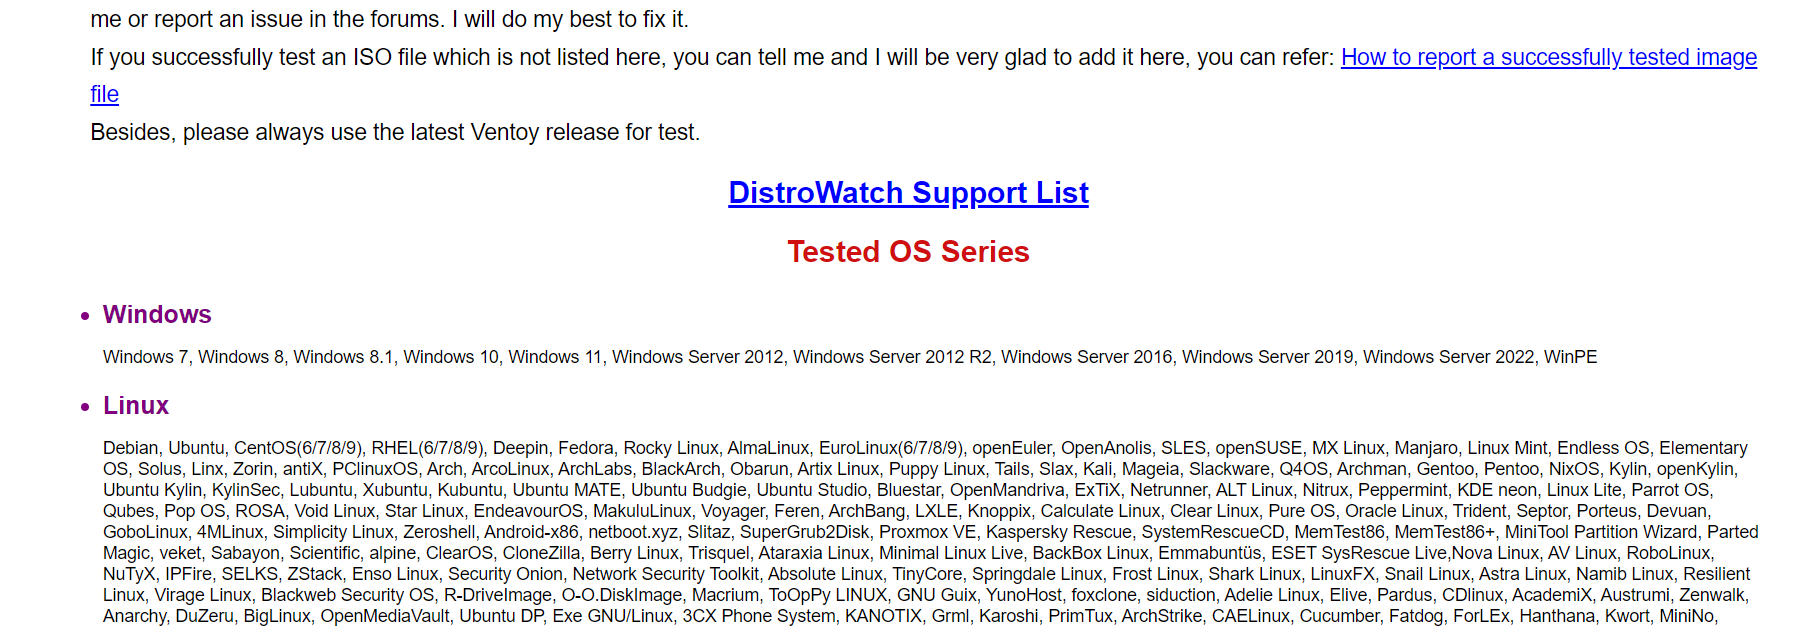 me or report an issue in the forums. I will do my best to fix it.
If you successfully test an ISO file which is not listed here, you can tell me and I will be very glad to add it here, you can refer: How to report a successfully tested image
file
Besides, please always use the latest Ventoy release for test.
DistroWatch Support List
Tested OS Series
• Windows
Windows 7, Windows 8, Windows 8.1, Windows 10, Windows 11, Windows Server 2012, Windows Server 2012 R2, Windows Server 2016, Windows Server 2019, Windows Server 2022, WinPE
• Linux
Debian, Ubuntu, CentOS(6/7/8/9), RHEL(6/7/8/9), Deepin, Fedora, Rocky Linux, AlmaLinux, EuroLinux(6/7/8/9), openEuler, OpenAnolis, SLES, openSUSE, MX Linux, Manjaro, Linux Mint, Endless OS, Elementary
OS, Solus, Linx, Zorin, antiX, PClinuxOS, Arch, ArcoLinux, ArchLabs, BlackArch, Obarun, Artix Linux, Puppy Linux, Tails, Slax, Kali, Mageia, Slackware, Q4OS, Archman, Gentoo, Pentoo, NixOS, Kylin, openKylin,
Ubuntu Kylin, KylinSec, Lubuntu, Xubuntu, Kubuntu, Ubuntu MATE, Ubuntu Budgie, Ubuntu Studio, Bluestar, OpenMandriva, ExTiX, Netrunner, ALT Linux, Nitrux, Peppermint, KDE neon, Linux Lite, Parrot OS,
Qubes, Pop OS, ROSA, Void Linux, Star Linux, EndeavourOS, MakuluLinux, Voyager, Feren, ArchBang, LXLE, Knoppix, Calculate Linux, Clear Linux, Pure OS, Oracle Linux, Trident, Septor, Porteus, Devuan,
GoboLinux, 4MLinux, Simplicity Linux, Zeroshell, Android-x86, netboot.xyz, Slitaz, SuperGrub2Disk, Proxmox VE, Kaspersky Rescue, SystemRescueCD, MemTest86, MemTest86+, MiniTool Partition Wizard, Parted
Magic, veket, Sabayon, Scientific, alpine, ClearOS, CloneZilla, Berry Linux, Trisquel, Ataraxia Linux, Minimal Linux Live, BackBox Linux, Emmabuntüs, ESET SysRescue Live,Nova Linux, AV Linux, RoboLinux,
NuTyX, IPFire, SELKS, ZStack, Enso Linux, Security Onion, Network Security Toolkit, Absolute Linux, TinyCore, Springdale Linux, Frost Linux, Shark Linux, LinuxFX, Snail Linux, Astra Linux, Namib Linux, Resilient
Linux, Virage Linux, Blackweb Security OS, R-DriveImage, O-O.DiskImage, Macrium, ToOpPy LINUX, GNU Guix, YunoHost, foxclone, siduction, Adelie Linux, Elive, Pardus, CDlinux, AcademiX, Austrumi, Zenwalk,
Anarchy, DuZeru, BigLinux, OpenMediaVault, Ubuntu DP, Exe GNU/Linux, 3CX Phone System, KANOTIX, Grml, Karoshi, PrimTux, ArchStrike, CAELinux, Cucumber, Fatdog, ForLEx, Hanthana, Kwort, MiniNo,